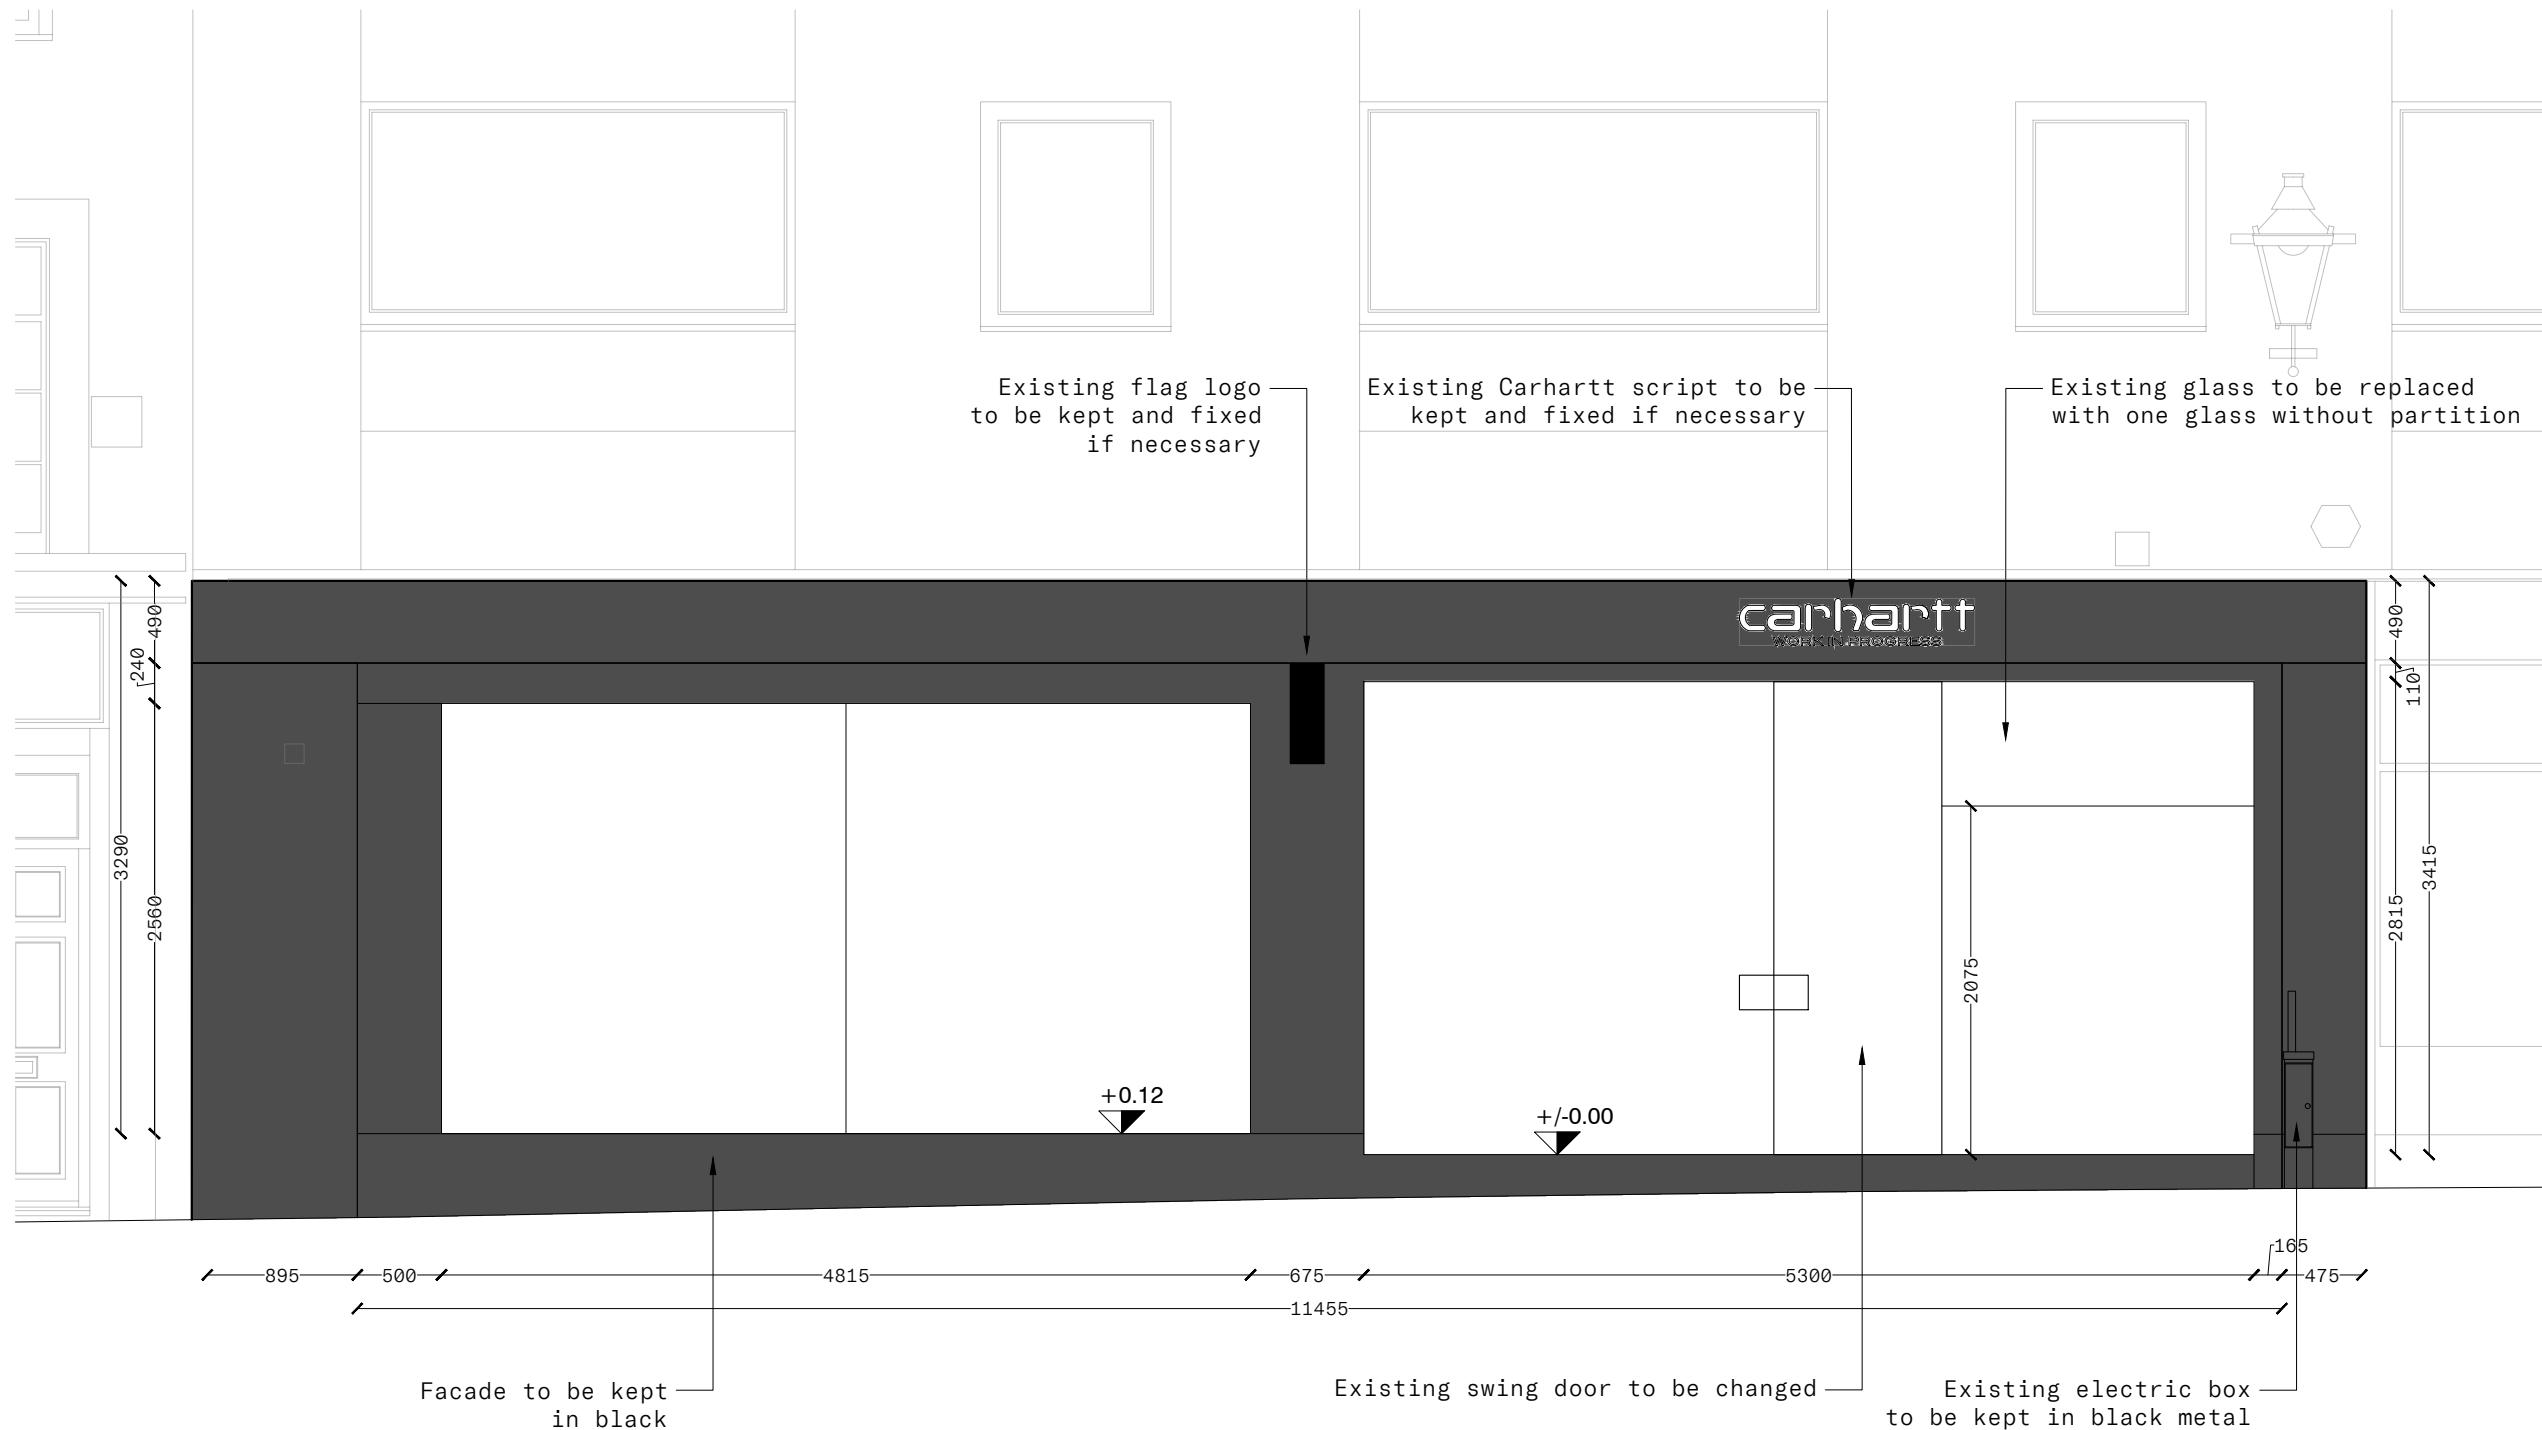 Existing flag logo
to be kept and fixed
if necessary
Existing Carhartt script to be
kept and fixed if necessary
Existing glass to be replaced
with one glass without partition
carhartt
WORK IN PROGRESS
490
240
3290
2560
490
110
3415
2815
2075
+0.12
+/-0.00
165
895
500
4815
675
5300
475
11455
Facade to be kept
in black
Existing swing door to be changed
Existing electric box
to be kept in black metal